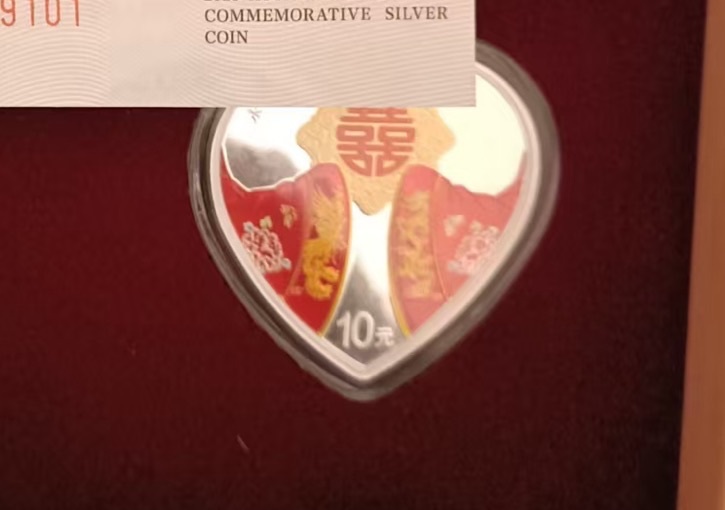 9101
COMMEMORATIVE SILVER
COIN
囍
10元